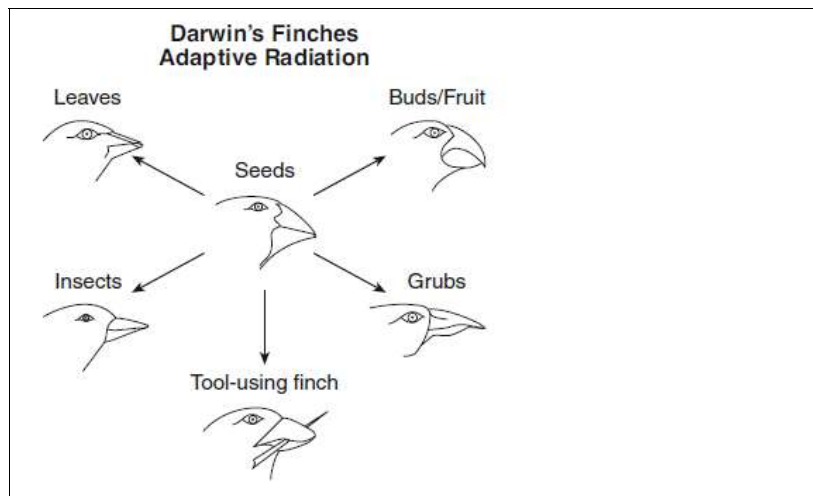 Darwin's Finches
Adaptive Radiation
Leaves
Buds/Fruit
Seeds
Insects
Grubs
Tool-using finch